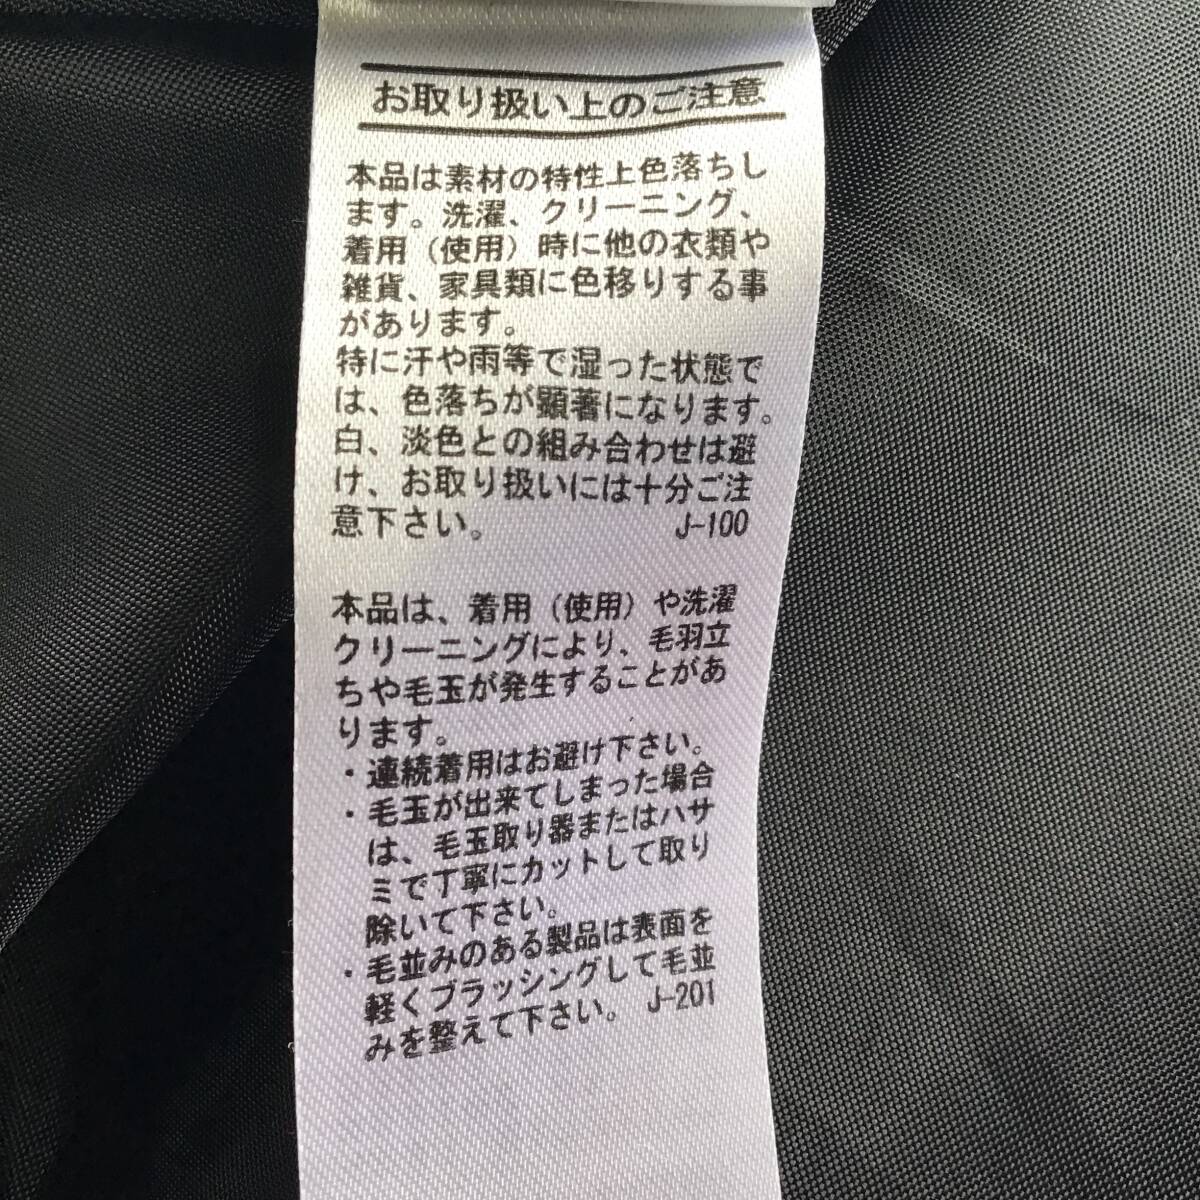 お取り扱い上のご注意
本品は素材の特性上色落ちし
ます。洗濯、クリーニング、
着用（使用）時に他の衣類や
雑貨、家具類に色移りする事
があります。
特に汗や雨等で湿った状態で
は、色落ちが顕著になります。
白、淡色との組み合わせは避
け、お取り扱いには十分ご注
意下さい。 J-100
本品は、着用（使用）や洗濯
クリーニングにより、毛羽立
ちや毛玉が発生することがあ
ります。
・連続着用はお避け下さい。
・毛玉が出来てしまった場合
は、毛玉取り器またはハサ
ミで丁寧にカットして取り
除いて下さい。
・毛並みのある製品は表面を
軽くブラッシングして毛並
みを整えて下さい。 J-201